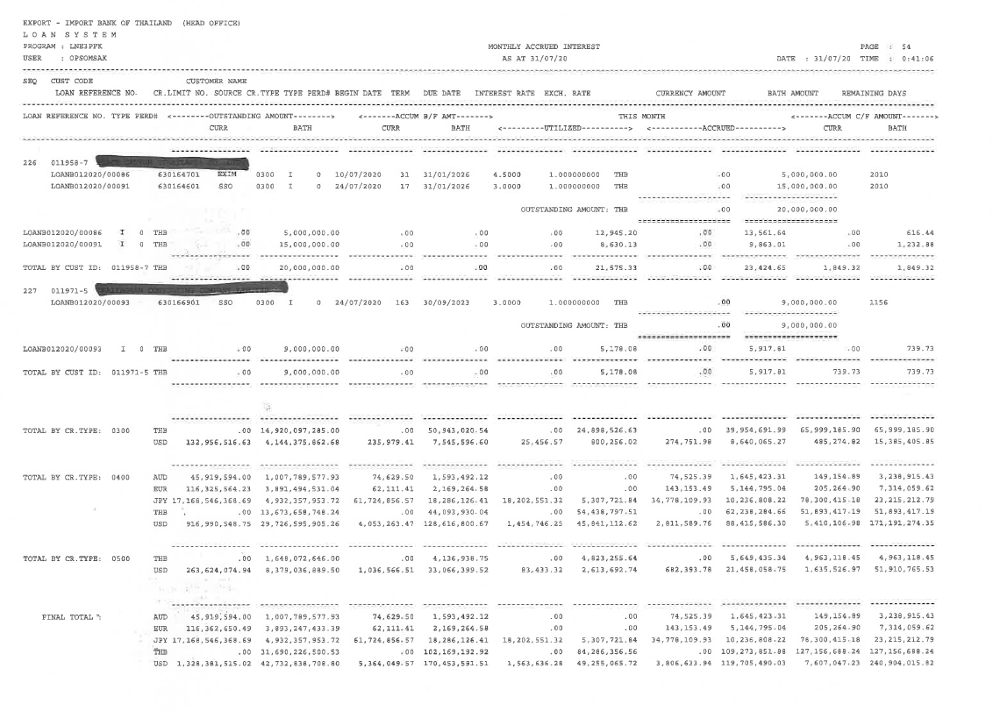 EXPORT - IMPORT BANK OF THAILAND (HEAD OFFICE)
L O A N  S Y S T E M
PROGRAM : LNE3PFK MONTHLY ACCRUED INTEREST PAGE : 54
USER : OPSOMSAK AS AT 31/07/20 DATE : 31/07/20 TIME : 0:41:06
SEQ CUST CODE CUSTOMER NAME
LOAN REFERENCE NO. CR.LIMIT NO. SOURCE CR.TYPE TYPE PERD# BEGIN DATE TERM DUE DATE INTEREST RATE EXCH. RATE CURRENCY AMOUNT BATH AMOUNT REMAINING DAYS
LOAN REFERENCE NO. TYPE PERD# <--------OUTSTANDING AMOUNT--------> <-------ACCUM B/F AMT-------> THIS MONTH <-------ACCUM C/F AMOUNT------->
CURR BATH CURR BATH <---------UTILIZED----------> <-----------ACCRUED---------> CURR BATH
226 011958-7
LOANB012020/00086 630164701 EXIM 0300 I 0 10/07/2020 31 31/01/2026 4.5000 1.000000000 THB .00 5,000,000.00 2010
LOANB012020/00091 630164601 SSO 0300 I 0 24/07/2020 17 31/01/2026 3.0000 1.000000000 THB .00 15,000,000.00 2010
OUTSTANDING AMOUNT: THB .00 20,000,000.00
LOANB012020/00086 I 0 THB .00 5,000,000.00 .00 .00 .00 12,945.20 .00 13,561.64 .00 616.44
LOANB012020/00091 I 0 THB .00 15,000,000.00 .00 .00 .00 8,630.13 .00 9,863.01 .00 1,232.88
TOTAL BY CUST ID: 011958-7 THB .00 20,000,000.00 .00 .00 .00 21,575.33 .00 23,424.65 1,849.32 1,849.32
227 011971-5
LOANB012020/00093 630166901 SSO 0300 I 0 24/07/2020 163 30/09/2023 3.0000 1.000000000 THB .00 9,000,000.00 1156
OUTSTANDING AMOUNT: THB .00 9,000,000.00
LOANB012020/00093 I 0 THB .00 9,000,000.00 .00 .00 .00 5,178.08 .00 5,917.81 .00 739.73
TOTAL BY CUST ID: 011971-5 THB .00 9,000,000.00 .00 .00 .00 5,178.08 .00 5,917.81 739.73 739.73
TOTAL BY CR.TYPE: 0300 THB .00 14,920,097,285.00 .00 50,943,020.54 .00 24,898,526.63 .00 39,954,691.99 65,999,185.90 65,999,185.90
USD 132,956,516.63 4,144,375,862.68 235,979.41 7,545,596.60 25,456.57 800,256.02 274,751.98 8,640,065.27 485,274.82 15,385,405.85
TOTAL BY CR.TYPE: 0400 AUD 45,919,594.00 1,007,789,577.93 74,629.50 1,593,492.12 .00 .00 74,525.39 1,645,423.31 149,154.89 3,238,915.43
EUR 116,325,564.23 3,891,494,531.04 62,111.41 2,169,264.58 .00 .00 143,153.49 5,144,795.04 205,264.90 7,314,059.62
JPY 17,168,546,368.69 4,932,357,953.72 61,724,856.57 18,286,126.41 18,202,551.32 5,307,721.84 34,778,109.93 10,236,808.22 78,300,415.18 23,215,212.79
THB .00 13,673,658,748.24 .00 44,093,930.04 .00 54,438,797.51 .00 62,238,284.66 51,893,417.19 51,893,417.19
USD 916,990,548.75 29,726,595,905.26 4,053,263.47 128,616,800.67 1,454,746.25 45,841,112.62 2,811,589.76 88,415,586.30 5,410,106.98 171,191,274.35
TOTAL BY CR.TYPE: 0500 THB .00 1,648,072,646.00 .00 4,136,938.75 .00 4,823,255.64 .00 5,649,435.34 4,963,118.45 4,963,118.45
USD 263,624,074.94 8,379,036,889.50 1,036,566.51 33,066,399.52 83,433.32 2,613,692.74 682,393.78 21,458,058.75 1,635,526.97 51,910,765.53
FINAL TOTAL : AUD 45,919,594.00 1,007,789,577.93 74,629.50 1,593,492.12 .00 .00 74,525.39 1,645,423.31 149,154.89 3,238,915.43
EUR 116,362,650.49 3,893,247,433.39 62,111.41 2,169,264.58 .00 .00 143,153.49 5,144,795.04 205,264.90 7,314,059.62
JPY 17,168,546,368.69 4,932,357,953.72 61,724,856.57 18,286,126.41 18,202,551.32 5,307,721.84 34,778,109.93 10,236,808.22 78,300,415.18 23,215,212.79
THB .00 31,690,226,500.53 .00 102,169,192.92 .00 84,286,356.56 .00 109,273,851.88 127,156,688.24 127,156,688.24
USD 1,328,381,515.02 42,732,838,708.80 5,364,049.57 170,453,591.51 1,563,636.28 49,255,065.72 3,806,633.94 119,705,490.03 7,607,047.23 240,904,015.82